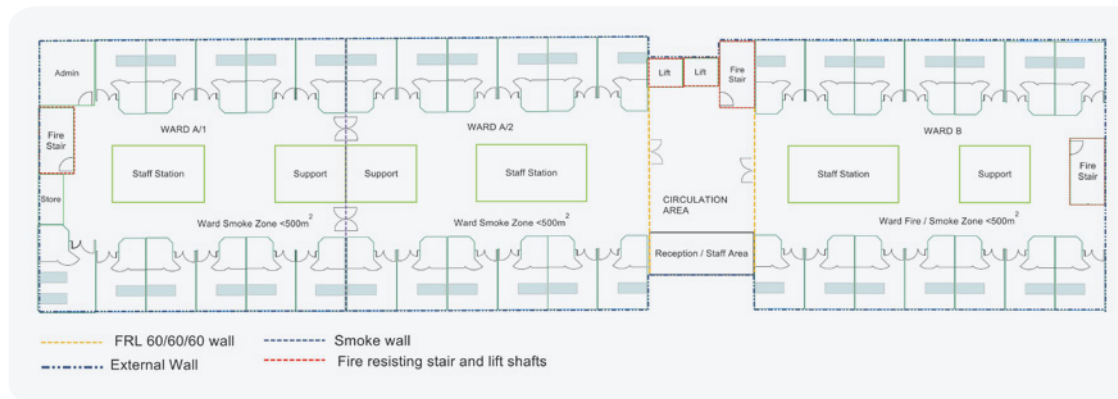 Admin
Lift
Lift
Fire
Stair
WARD A/1
WARD A/2
WARD B
Fire
Stair
Staff Station
Support
Support
Staff Station
Staff Station
Support
Fire
Stair
Store
CIRCULATION
AREA
Ward Smoke Zone <500m²
Ward Smoke Zone <500m²
Ward Fire / Smoke Zone <500m²
Reception / Staff Area
FRL 60/60/60 wall
Smoke wall
External Wall
Fire resisting stair and lift shafts